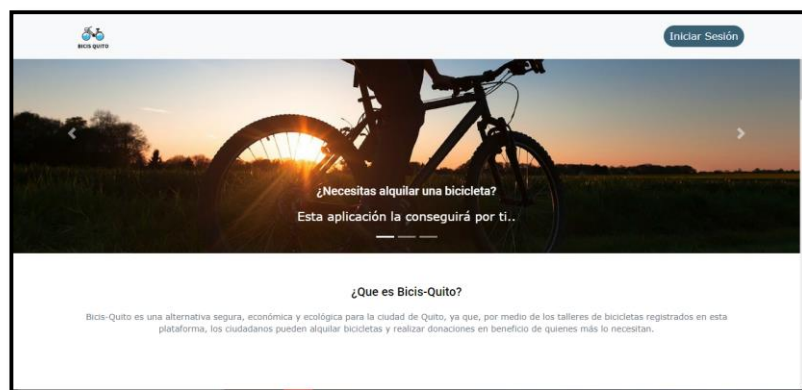 BICIS QUITO
Iniciar Sesión
¿Necesitas alquilar una bicicleta?
Esta aplicación la conseguirá por ti..
¿Que es Bicis-Quito?
Bicis-Quito es una alternativa segura, económica y ecológica para la ciudad de Quito, ya que, por medio de los talleres de bicicletas registrados en esta
plataforma, los ciudadanos pueden alquilar bicicletas y realizar donaciones en beneficio de quienes más lo necesitan.